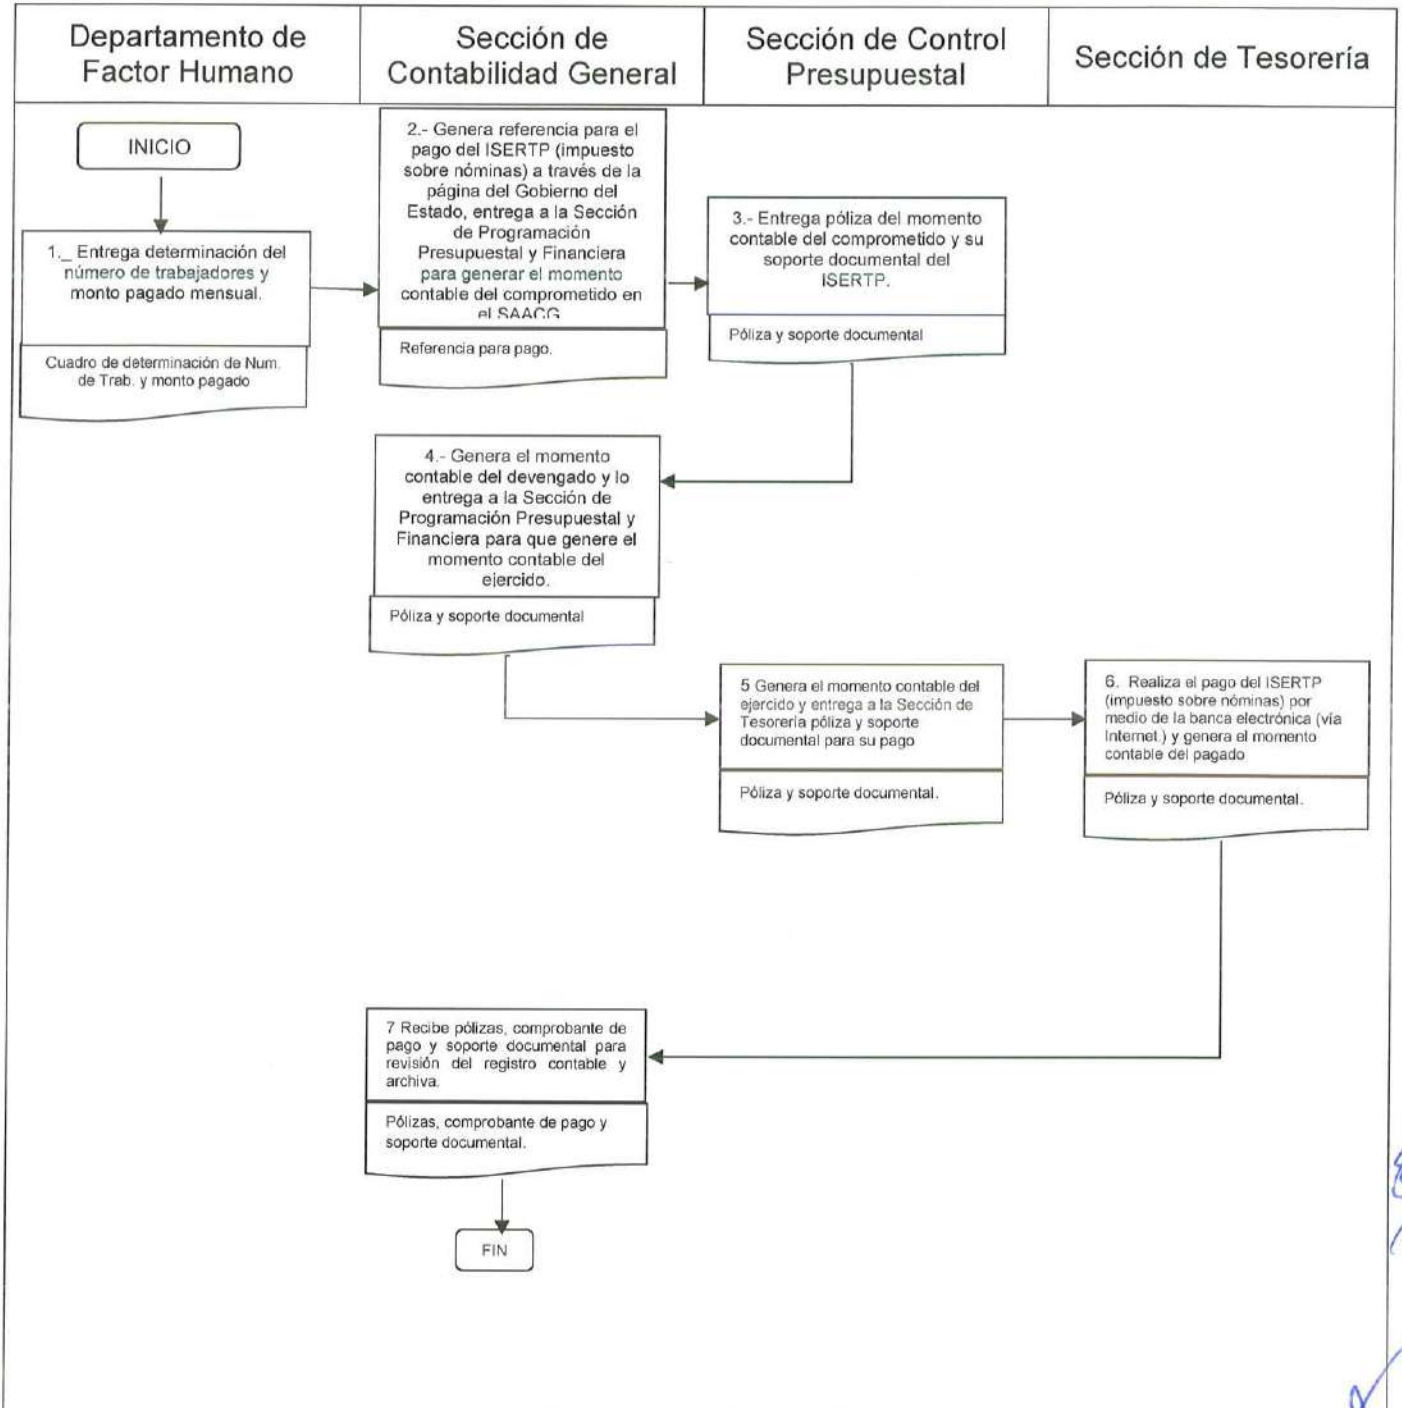 Departamento de
Factor Humano
Sección de
Contabilidad General
Sección de Control
Presupuestal
Sección de Tesorería
INICIO
1._ Entrega determinación del
número de trabajadores y
monto pagado mensual.
Cuadro de determinación de Num.
de Trab. y monto pagado
2.- Genera referencia para el
pago del ISERTP (impuesto
sobre nóminas) a través de la
página del Gobierno del
Estado, entrega a la Sección
de Programación
Presupuestal y Financiera
para generar el momento
contable del comprometido en
el SAACG
Referencia para pago.
3.- Entrega póliza del momento
contable del comprometido y su
soporte documental del
ISERTP.
Póliza y soporte documental
4.- Genera el momento
contable del devengado y lo
entrega a la Sección de
Programación Presupuestal y
Financiera para que genere el
momento contable del
ejercido.
Póliza y soporte documental
5 Genera el momento contable del
ejercido y entrega a la Sección de
Tesorería póliza y soporte
documental para su pago
Póliza y soporte documental.
6. Realiza el pago del ISERTP
(impuesto sobre nóminas) por
medio de la banca electrónica (vía
Internet.) y genera el momento
contable del pagado
Póliza y soporte documental.
7 Recibe pólizas, comprobante de
pago y soporte documental para
revisión del registro contable y
archiva.
Pólizas, comprobante de pago y
soporte documental.
FIN